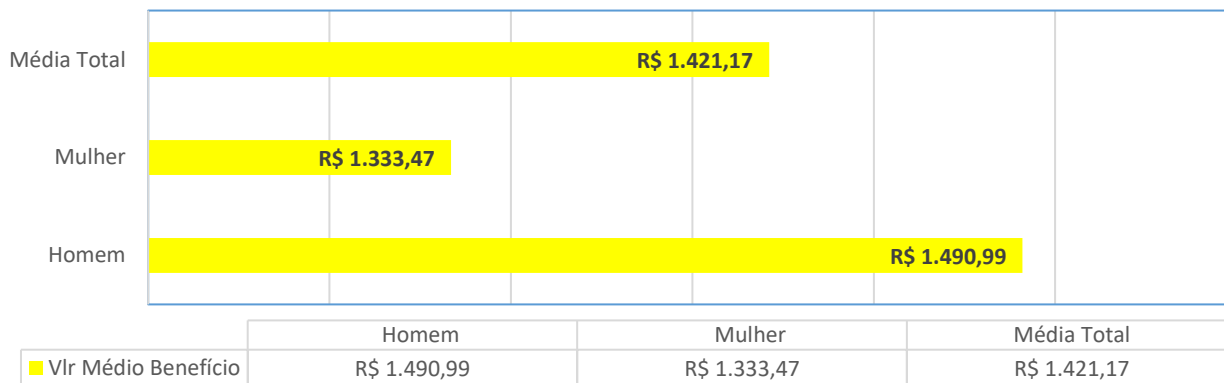 Média Total
R$ 1.421,17
Mulher
R$ 1.333,47
Homem
R$ 1.490,99
Homem Mulher Média Total
Vlr Médio Benefício R$ 1.490,99 R$ 1.333,47 R$ 1.421,17